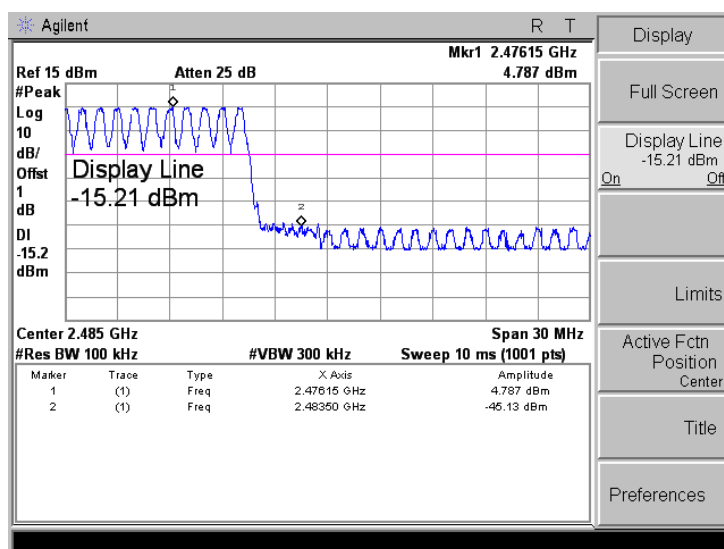 Agilent R T
Mkr1 2.47615 GHz
Ref 15 dBm Atten 25 dB 4.787 dBm
#Peak
Log
10
dB/
Offst
1
dB
DI
-15.2
dBm
1
Display Line
-15.21 dBm
2
Center 2.485 GHz Span 30 MHz
#Res BW 100 kHz #VBW 300 kHz Sweep 10 ms (1001 pts)
Marker Trace Type X Axis Amplitude
1 (1) Freq 2.47615 GHz 4.787 dBm
2 (1) Freq 2.48350 GHz -45.13 dBm
Display
Full Screen
Display Line
-15.21 dBm
On Off
Limits
Active Fctn
Position
Center
Title
Preferences